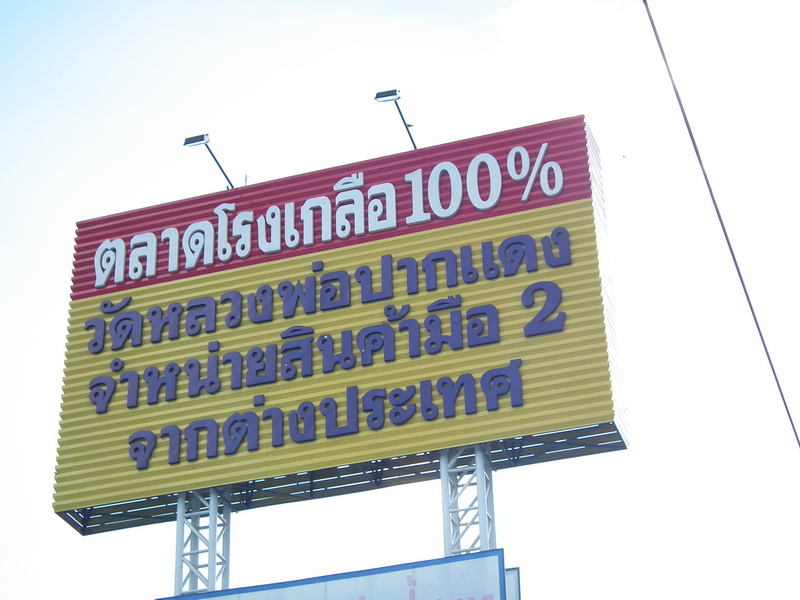 ตลาดโรงเกลือ 100%
วัดหลวงพ่อปากแดง
จำหน่ายสินค้ามือ 2
จากต่างประเทศ